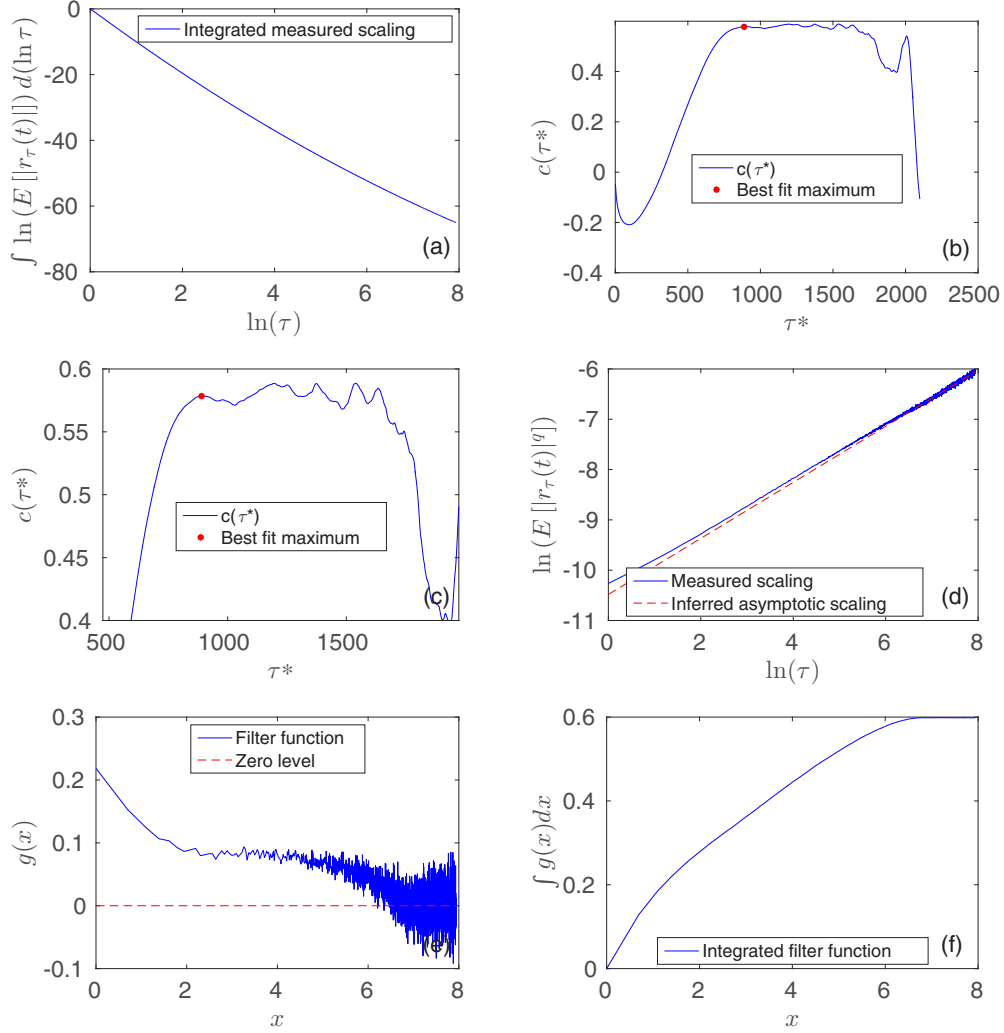 0
-20
-40
-60
-80
∫ ln (E [|r_τ(t)|]) d(ln τ)
Integrated measured scaling
(a)
0 2 4 6 8
ln(τ)
0.4
0.2
0
-0.2
-0.4
c(τ*)
c(τ*)
Best fit maximum
(b)
0 500 1000 1500 2000 2500
τ*
0.6
0.55
0.5
0.45
0.4
c(τ*)
c(τ*)
Best fit maximum
(c)
500 1000 1500
τ*
-6
-7
-8
-9
-10
-11
ln (E [|r_τ(t)|^q])
Measured scaling
Inferred asymptotic scaling
(d)
0 2 4 6 8
ln(τ)
0.3
0.2
0.1
0
-0.1
g(x)
Filter function
Zero level
(e)
0 2 4 6 8
x
0.6
0.4
0.2
0
∫ g(x)dx
Integrated filter function
(f)
0 2 4 6 8
x